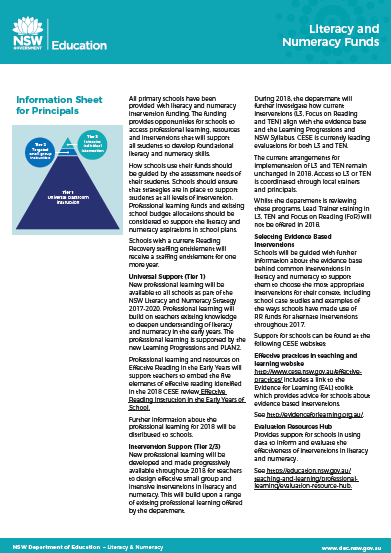 NSW
GOVERNMENT
Education
Literacy and
Numeracy Funds
Information Sheet
for Principals
Tier 3
Intensive
individual
intervention
Tier 2
Targeted
small group
instruction
Tier 1
Universal classroom
instruction
All primary schools have been
provided with literacy and numeracy
intervention funding. The funding
provides opportunities for schools to
access professional learning, resources
and interventions that will support
all students to develop foundational
literacy and numeracy skills.
How schools use their funds should
be guided by the assessment needs of
their students. Schools should ensure
that strategies are in place to support
students at all levels of intervention.
Professional learning funds and existing
school budget allocations should be
considered to support the literacy and
numeracy aspirations in school plans.
Schools with a current Reading
Recovery staffing entitlement will
receive a staffing entitlement for one
more year.
Universal Support (Tier 1)
New professional learning will be
available to all schools as part of the
NSW Literacy and Numeracy Strategy
2017-2020. Professional learning will
build on teachers existing knowledge
to deepen understanding of literacy
and numeracy in the early years. The
professional learning is supported by the
new Learning Progressions and PLAN2.
Professional learning and resources on
Effective Reading in the Early Years will
support teachers to embed the five
elements of effective reading identified
in the 2018 CESE review Effective
Reading Instruction in the Early Years of
School.
Further information about the
professional learning for 2018 will be
distributed to schools.
Intervention Support (Tier 2/3)
New professional learning will be
developed and made progressively
available throughout 2018 for teachers
to design effective small group and
intensive interventions in literacy and
numeracy. This will build upon a range
of existing professional learning offered
by the department.
During 2018, the department will
further investigate how current
interventions (L3, Focus on Reading
and TEN) align with the evidence base
and the Learning Progressions and
NSW Syllabus. CESE is currently leading
evaluations for both L3 and TEN.
The current arrangements for
implementation of L3 and TEN remain
unchanged in 2018. Access to L3 or TEN
is coordinated through local trainers
and principals.
Whilst the department is reviewing
these programs, Lead Trainer training in
L3, TEN and Focus on Reading (FoR) will
not be offered in 2018.
Selecting Evidence Based
Interventions
Schools will be guided with further
information about the evidence base
behind common interventions in
literacy and numeracy to support
them to choose the most appropriate
interventions for their context, including
school case studies and examples of
the ways schools have made use of
RR funds for alternate interventions
throughout 2017.
Support for schools can be found at the
following CESE websites:
Effective practices in teaching and
learning website
http://www.cese.nsw.gov.au/effective-
practices/ includes a link to the
Evidence for Learning (E4L) toolkit
which provides advice for schools about
evidence based interventions.
See http://evidenceforlearning.org.au/.
Evaluation Resources Hub
Provides support for schools in using
data to inform and evaluate the
effectiveness of interventions in literacy
and numeracy.
See https://education.nsw.gov.au/
teaching-and-learning/professional-
learning/evaluation-resource-hub.
NSW Department of Education – Literacy & Numeracy
www.dec.nsw.gov.au